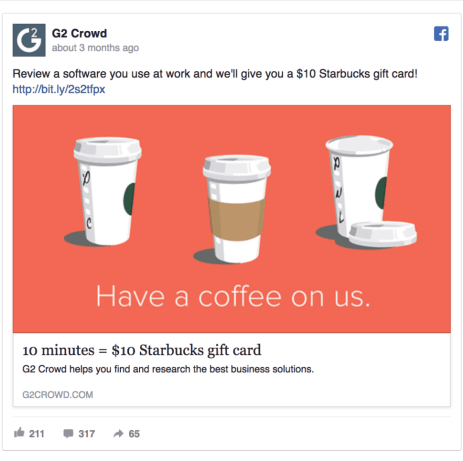 G2 Crowd
about 3 months ago
Review a software you use at work and we'll give you a $10 Starbucks gift card!
http://bit.ly/2s2tfpx
Have a coffee on us.
10 minutes = $10 Starbucks gift card
G2 Crowd helps you find and research the best business solutions.
G2CROWD.COM
211 317 65